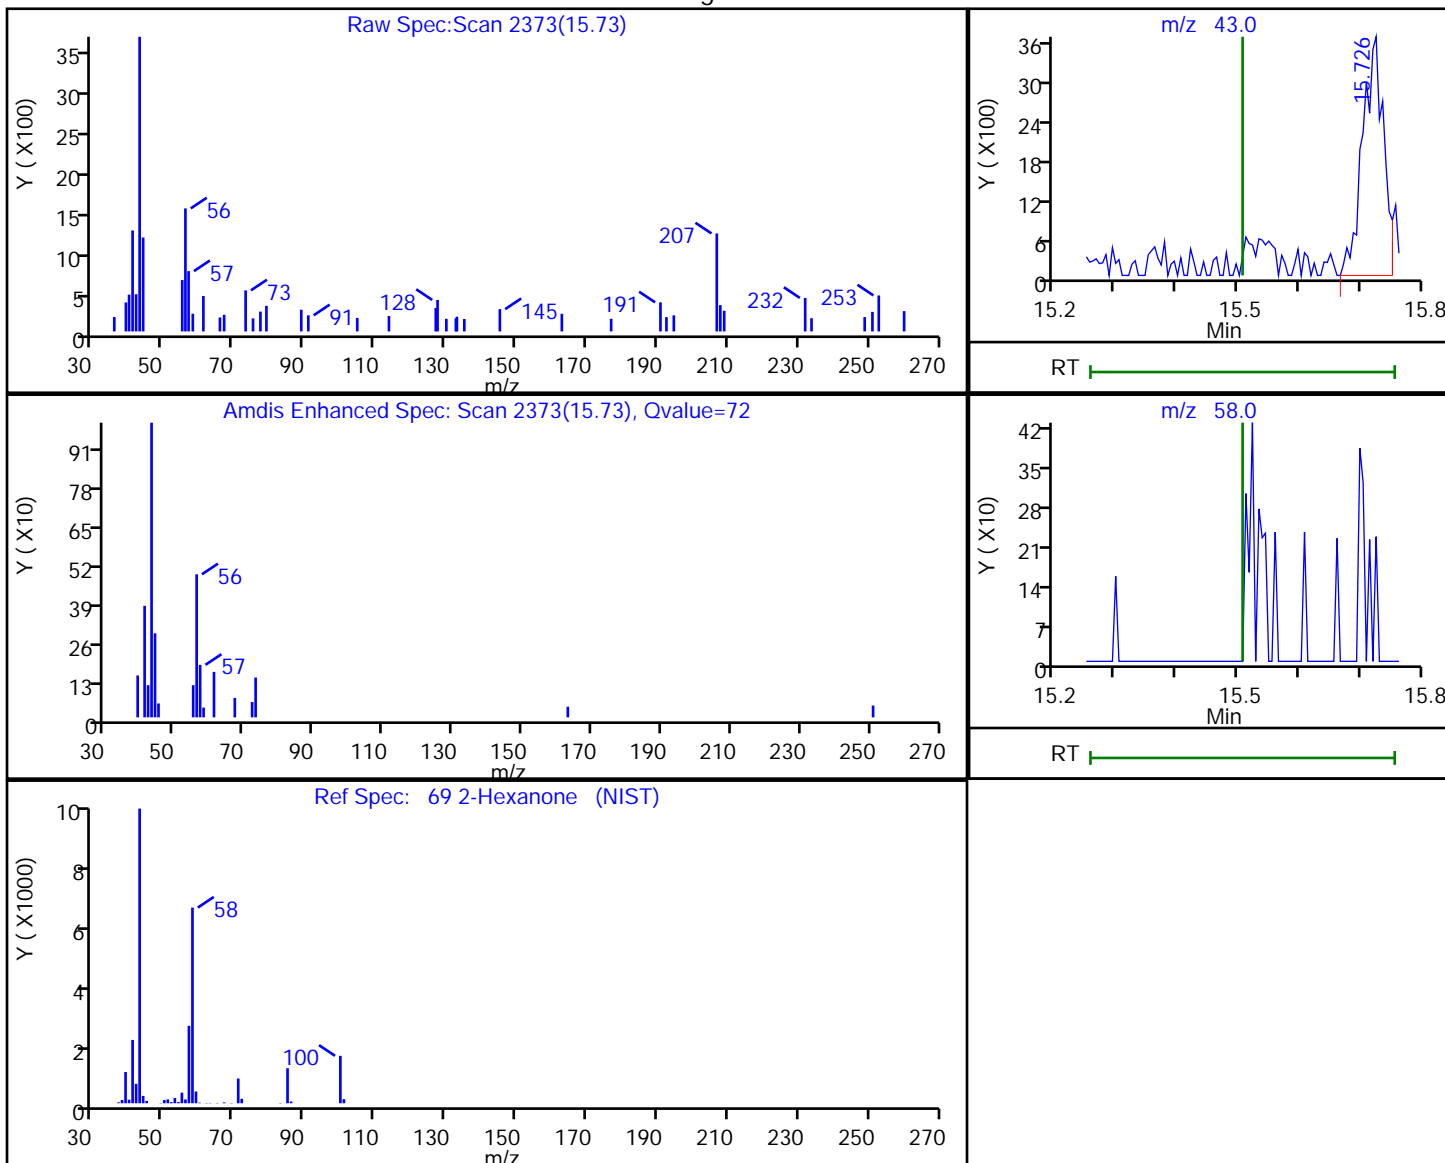 Raw Spec:Scan 2373(15.73)
Y ( X100)
35
30
25
20
15
10
5
0
56
57
73
91
128
145
191
207
232
253
30 50 70 90 110 130 150 170 190 210 230 250 270
m/z
m/z 43.0
Y ( X100)
36
30
24
18
12
6
0
15.726
15.2 15.5 15.8
Min
RT
Amdis Enhanced Spec: Scan 2373(15.73), Qvalue=72
Y ( X10)
91
78
65
52
39
26
13
0
56
57
30 50 70 90 110 130 150 170 190 210 230 250 270
m/z
m/z 58.0
Y ( X10)
42
35
28
21
14
7
0
15.2 15.5 15.8
Min
RT
Ref Spec: 69 2-Hexanone (NIST)
Y ( X1000)
10
8
6
4
2
0
58
100
30 50 70 90 110 130 150 170 190 210 230 250 270
m/z